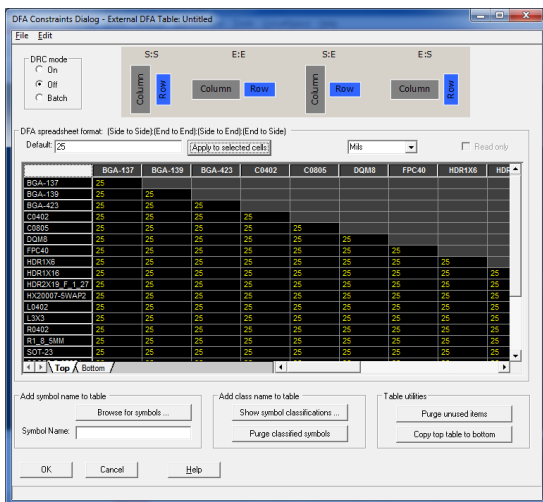 DFA Constraints Dialog - External DFA Table: Untitled
File Edit
DRC mode
On
Off
Batch
S:S E:E S:E E:S
Column Row Column Row Column Row Column Row
DFA spreadsheet format: (Side to Side):(End to End):(Side to End):(End to Side)
Default: 25 Apply to selected cells Mils Read only
BGA-137 BGA-139 BGA-423 C0402 C0805 DQM8 FPC40 HDR1X6
BGA-137 25
BGA-139 25 25
BGA-423 25 25 25
C0402 25 25 25 25
C0805 25 25 25 25 25
DQM8 25 25 25 25 25 25
FPC40 25 25 25 25 25 25 25
HDR1X6 25 25 25 25 25 25 25 25
HDR1X16 25 25 25 25 25 25 25 25 25
HDR2X19_F_1_27 25 25 25 25 25 25 25 25 25
HX20007-5WAP2 25 25 25 25 25 25 25 25 25
L0402 25 25 25 25 25 25 25 25 25
L3X3 25 25 25 25 25 25 25 25 25
R0402 25 25 25 25 25 25 25 25 25
R1_8_5MM 25 25 25 25 25 25 25 25 25
SOT-23 25 25 25 25 25 25 25 25 25
Top Bottom
Add symbol name to table
Browse for symbols ...
Symbol Name:
Add class name to table
Show symbol classifications ...
Purge classified symbols
Table utilities
Purge unused items
Copy top table to bottom
OK Cancel Help